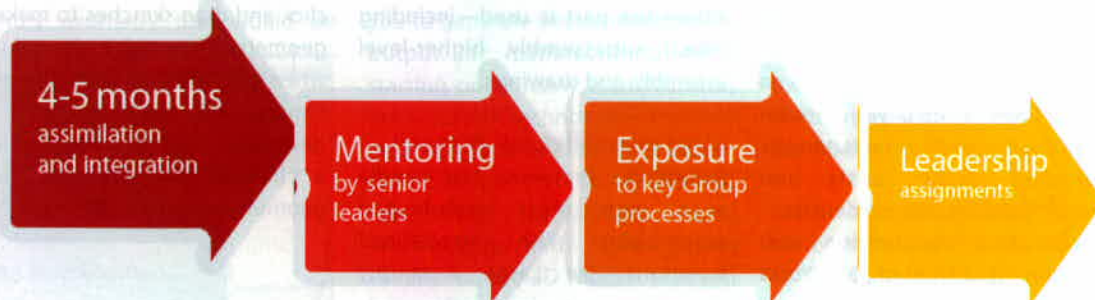 4-5 months
assimilation
and integration
Mentoring
by senior
leaders
Exposure
to key Group
processes
Leadership
assignments